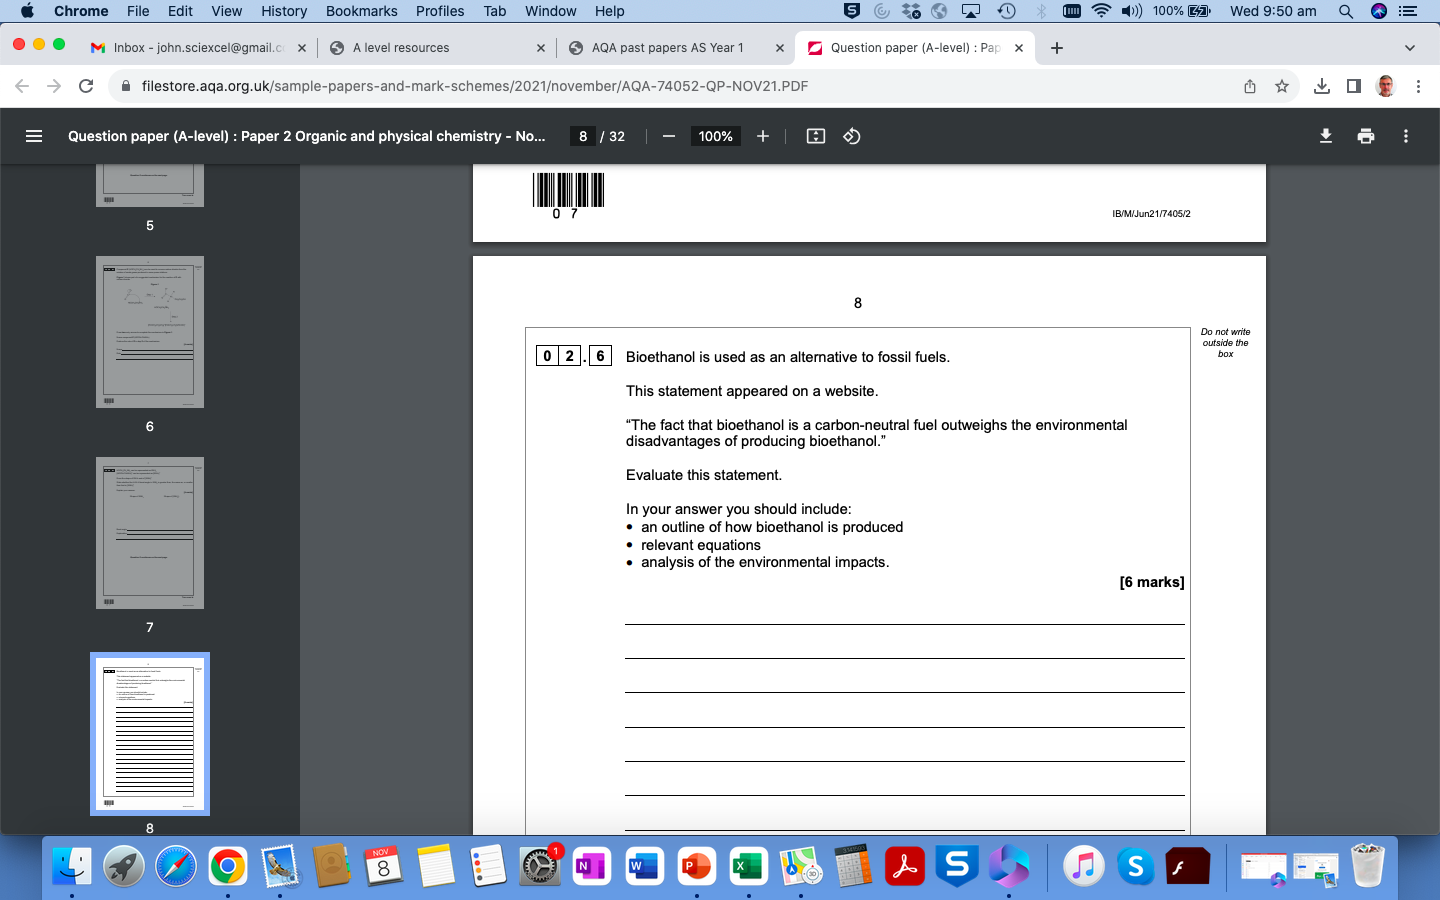 Chrome File Edit View History Bookmarks Profiles Tab Window Help 100% Wed 9:50 am
Inbox - john.sciexcel@gmail.c A level resources AQA past papers AS Year 1 Question paper (A-level) : Pap
filestore.aqa.org.uk/sample-papers-and-mark-schemes/2021/november/AQA-74052-QP-NOV21.PDF
Question paper (A-level) : Paper 2 Organic and physical chemistry - No... 8 / 32 100%
5
6
7
8
0 7
IB/M/Jun21/7405/2
8
Do not write
outside the
box
0 2 . 6 Bioethanol is used as an alternative to fossil fuels.
This statement appeared on a website.
“The fact that bioethanol is a carbon-neutral fuel outweighs the environmental
disadvantages of producing bioethanol.”
Evaluate this statement.
In your answer you should include:
• an outline of how bioethanol is produced
• relevant equations
• analysis of the environmental impacts.
[6 marks]
NOV
8
1